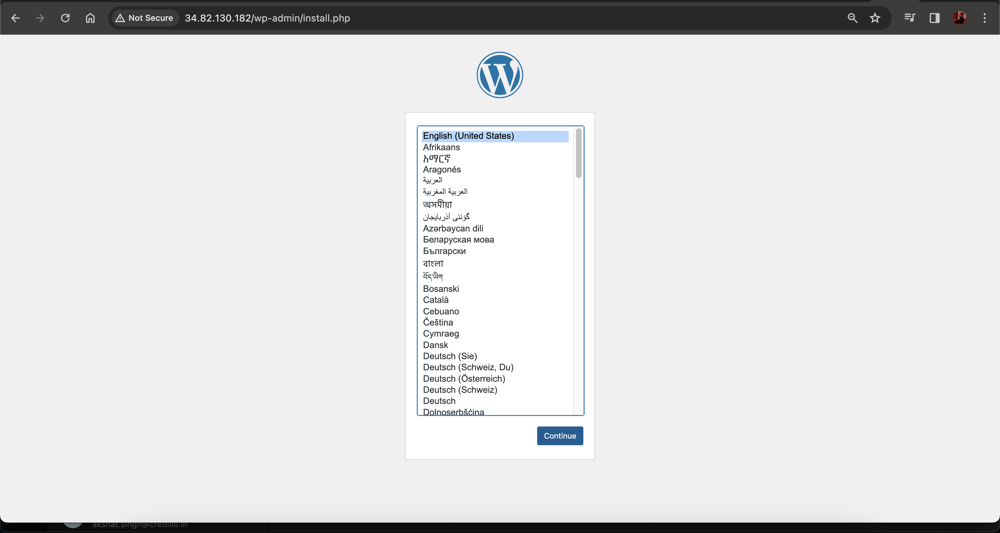 Not Secure 34.82.130.182/wp-admin/install.php
English (United States)
Afrikaans
አማርኛ
Aragonés
العربية
العربية المغربية
অসমীয়া
گؤنئی آذربایجان
Azərbaycan dili
Беларуская мова
Български
বাংলা
བོད་ཡིག
Bosanski
Català
Cebuano
Čeština
Cymraeg
Dansk
Deutsch (Sie)
Deutsch (Schweiz, Du)
Deutsch (Österreich)
Deutsch (Schweiz)
Deutsch
Dolnoserbšćina
Continue
akshat.singh@credilio.in